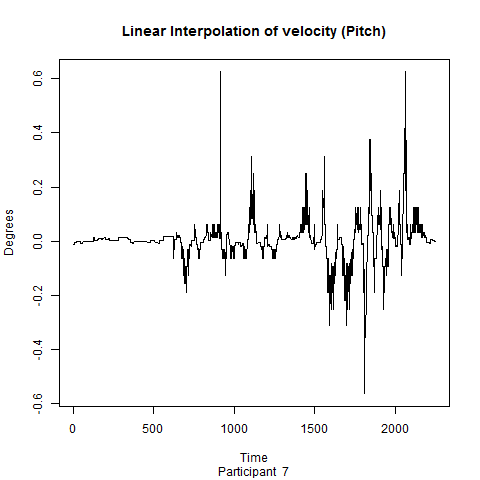 Linear Interpolation of velocity (Pitch)
Degrees
0.6
0.4
0.2
0.0
-0.2
-0.4
-0.6
0 500 1000 1500 2000
Time
Participant 7